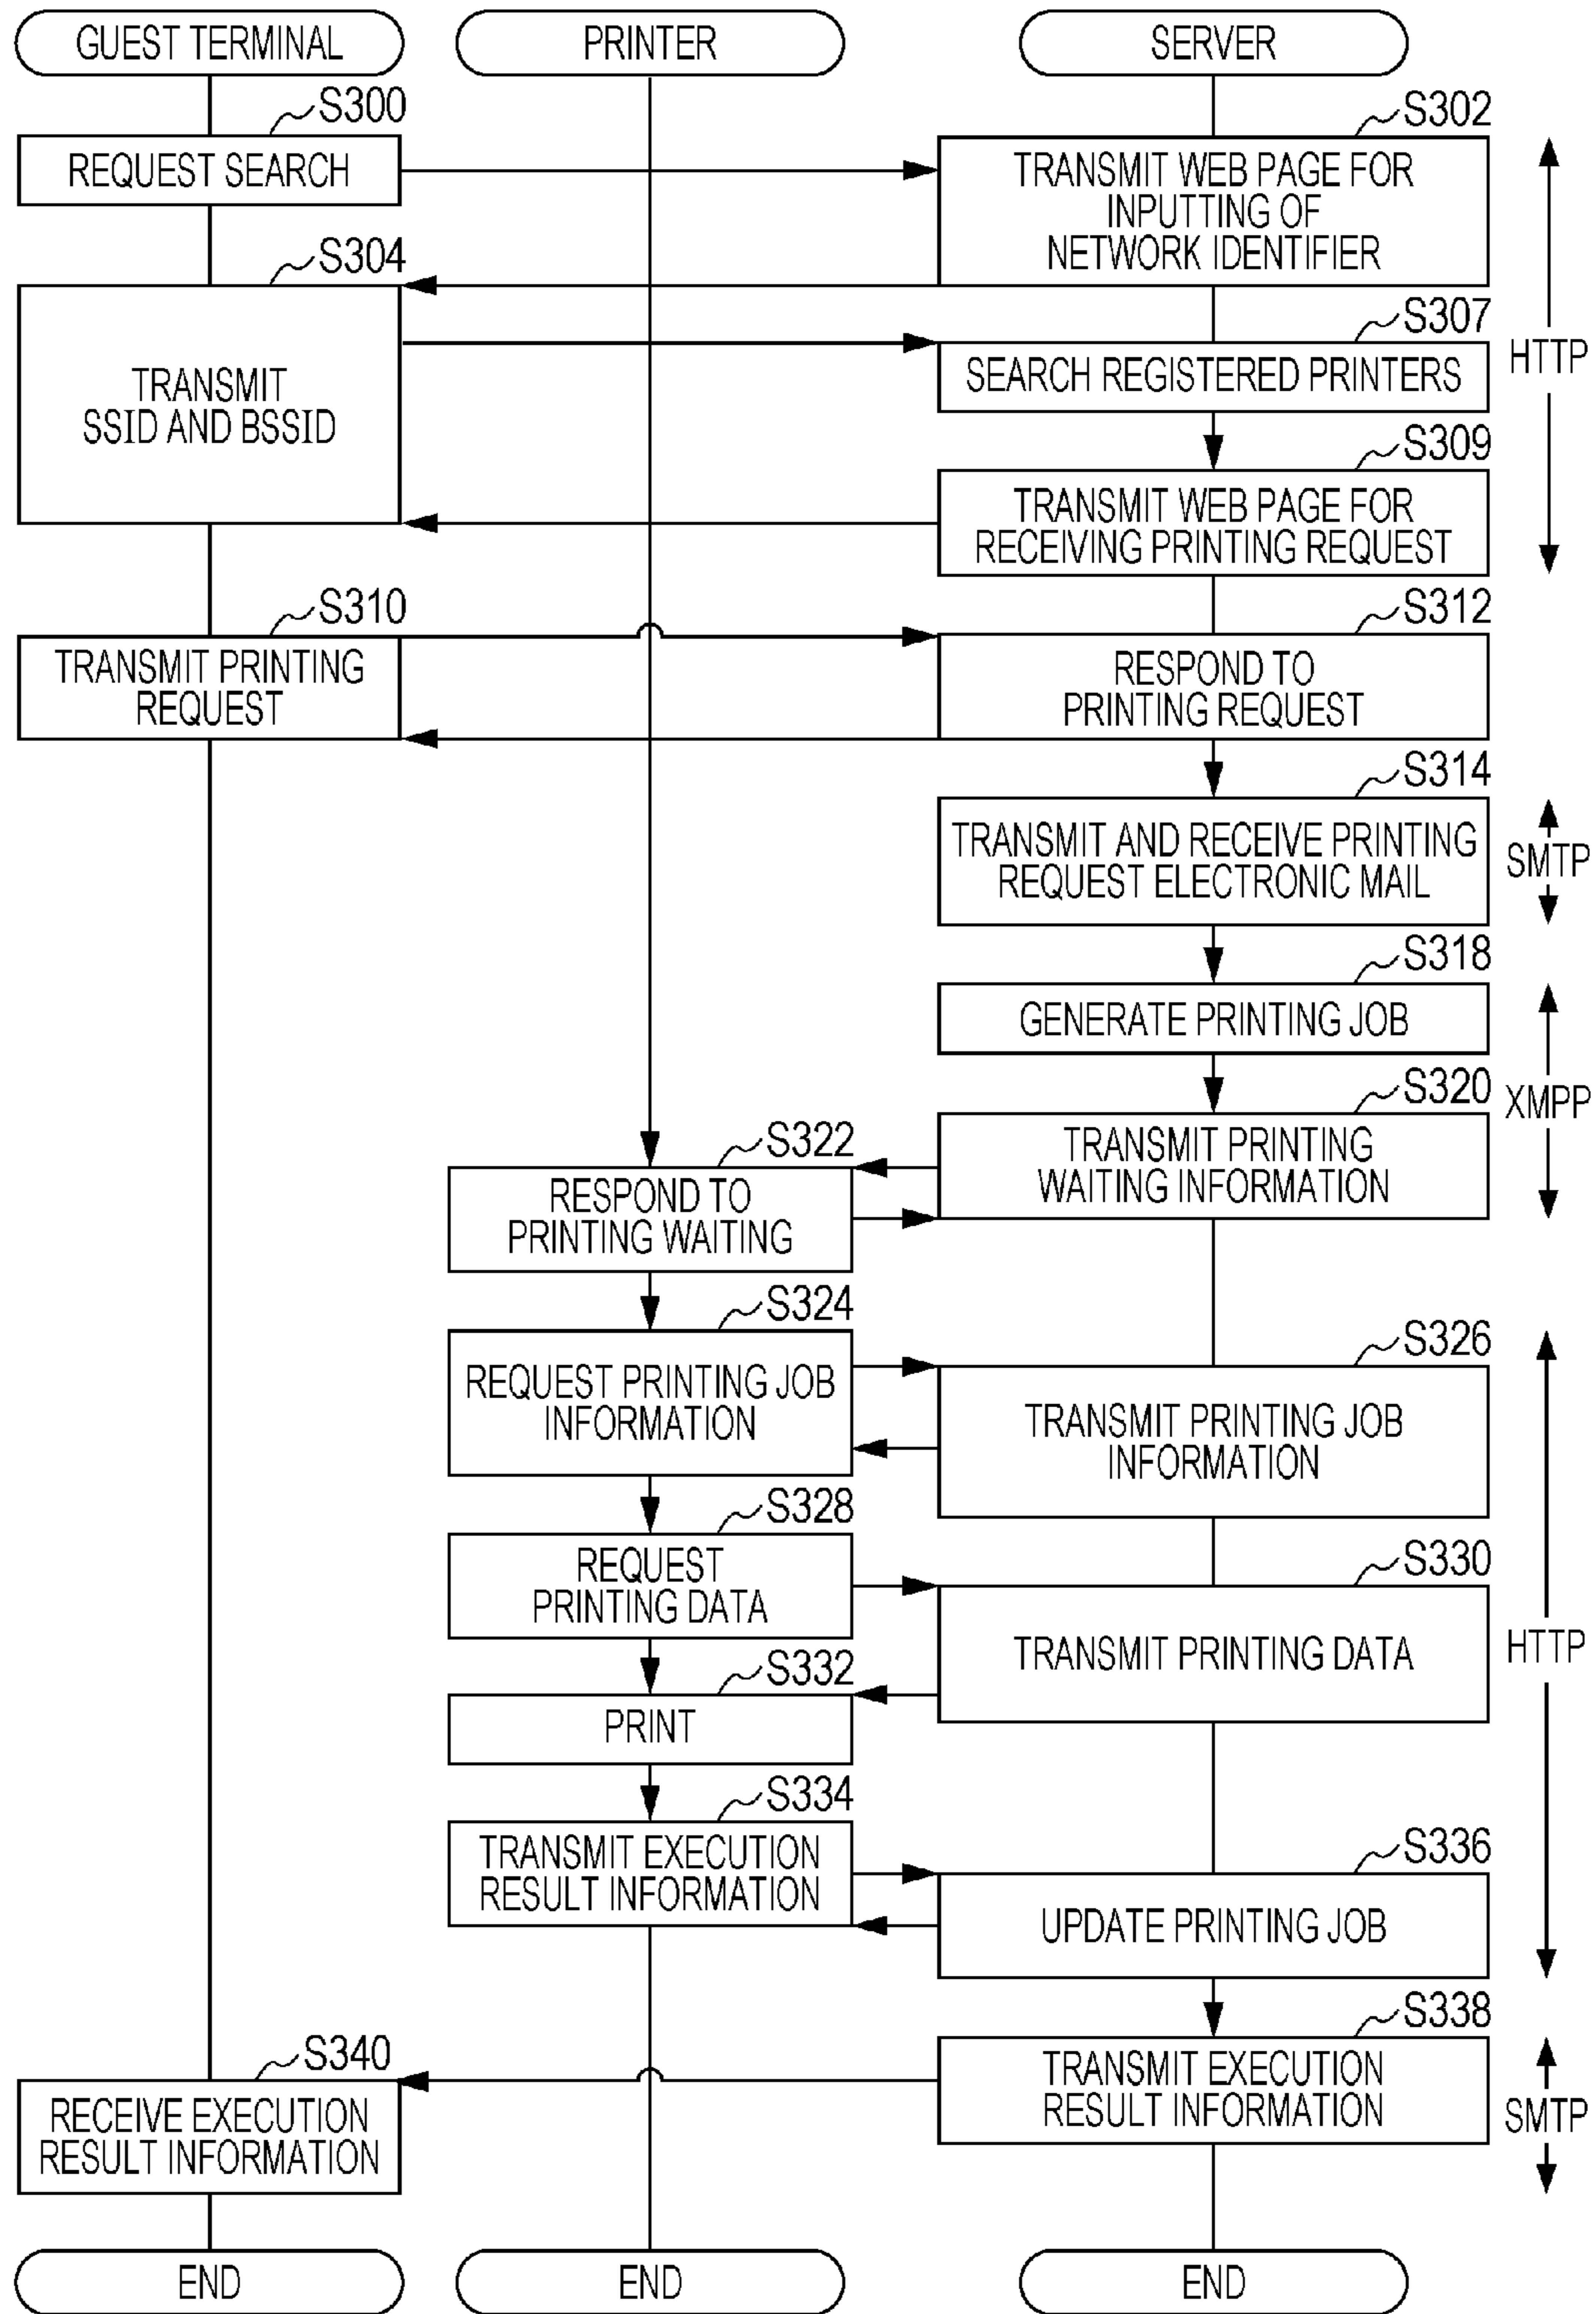 GUEST TERMINAL
PRINTER
SERVER
S300
S302
REQUEST SEARCH
TRANSMIT WEB PAGE FOR
INPUTTING OF
NETWORK IDENTIFIER
S304
S307
HTTP
TRANSMIT
SSID AND BSSID
SEARCH REGISTERED PRINTERS
S309
TRANSMIT WEB PAGE FOR
RECEIVING PRINTING REQUEST
S310
S312
TRANSMIT PRINTING
REQUEST
RESPOND TO
PRINTING REQUEST
S314
TRANSMIT AND RECEIVE PRINTING
REQUEST ELECTRONIC MAIL
SMTP
S318
GENERATE PRINTING JOB
S320
XMPP
TRANSMIT PRINTING
WAITING INFORMATION
S322
RESPOND TO
PRINTING WAITING
S324
S326
REQUEST PRINTING JOB
INFORMATION
TRANSMIT PRINTING JOB
INFORMATION
S328
S330
REQUEST
PRINTING DATA
TRANSMIT PRINTING DATA
HTTP
S332
PRINT
S334
S336
TRANSMIT EXECUTION
RESULT INFORMATION
UPDATE PRINTING JOB
S338
S340
TRANSMIT EXECUTION
RESULT INFORMATION
SMTP
RECEIVE EXECUTION
RESULT INFORMATION
END
END
END